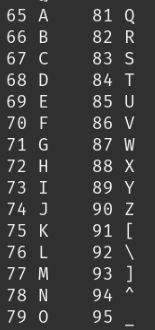 65 A 81 Q
66 B 82 R
67 C 83 S
68 D 84 T
69 E 85 U
70 F 86 V
71 G 87 W
72 H 88 X
73 I 89 Y
74 J 90 Z
75 K 91 [
76 L 92 \
77 M 93 ]
78 N 94 ^
79 O 95 _